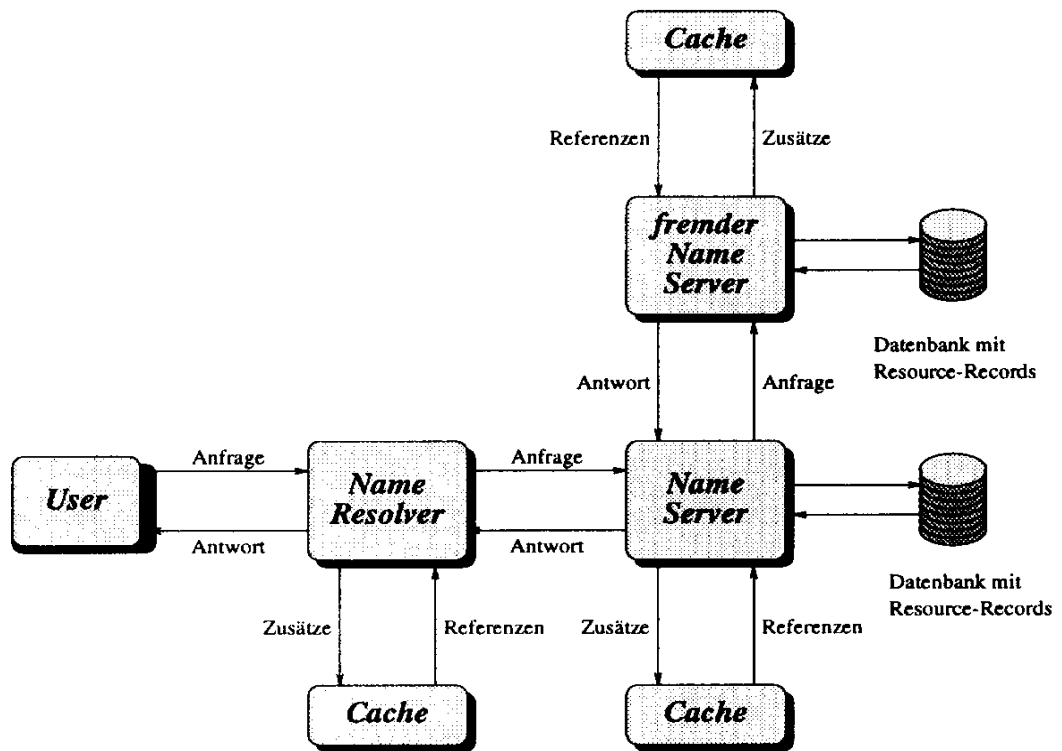 Cache
Referenzen
Zusätze
fremder
Name
Server
Datenbank mit
Resource-Records
Antwort
Anfrage
User
Anfrage
Antwort
Name
Resolver
Anfrage
Antwort
Name
Server
Datenbank mit
Resource-Records
Zusätze
Referenzen
Zusätze
Referenzen
Cache
Cache